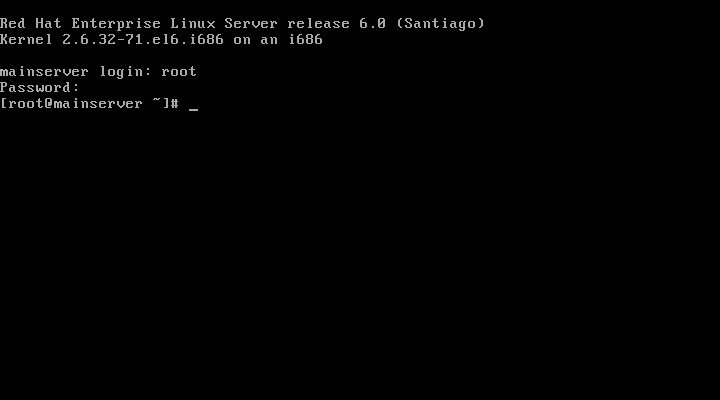 Red Hat Enterprise Linux Server release 6.0 (Santiago)
Kernel 2.6.32-71.el6.i686 on an i686
mainserver login: root
Password:
[root@mainserver ~]# _